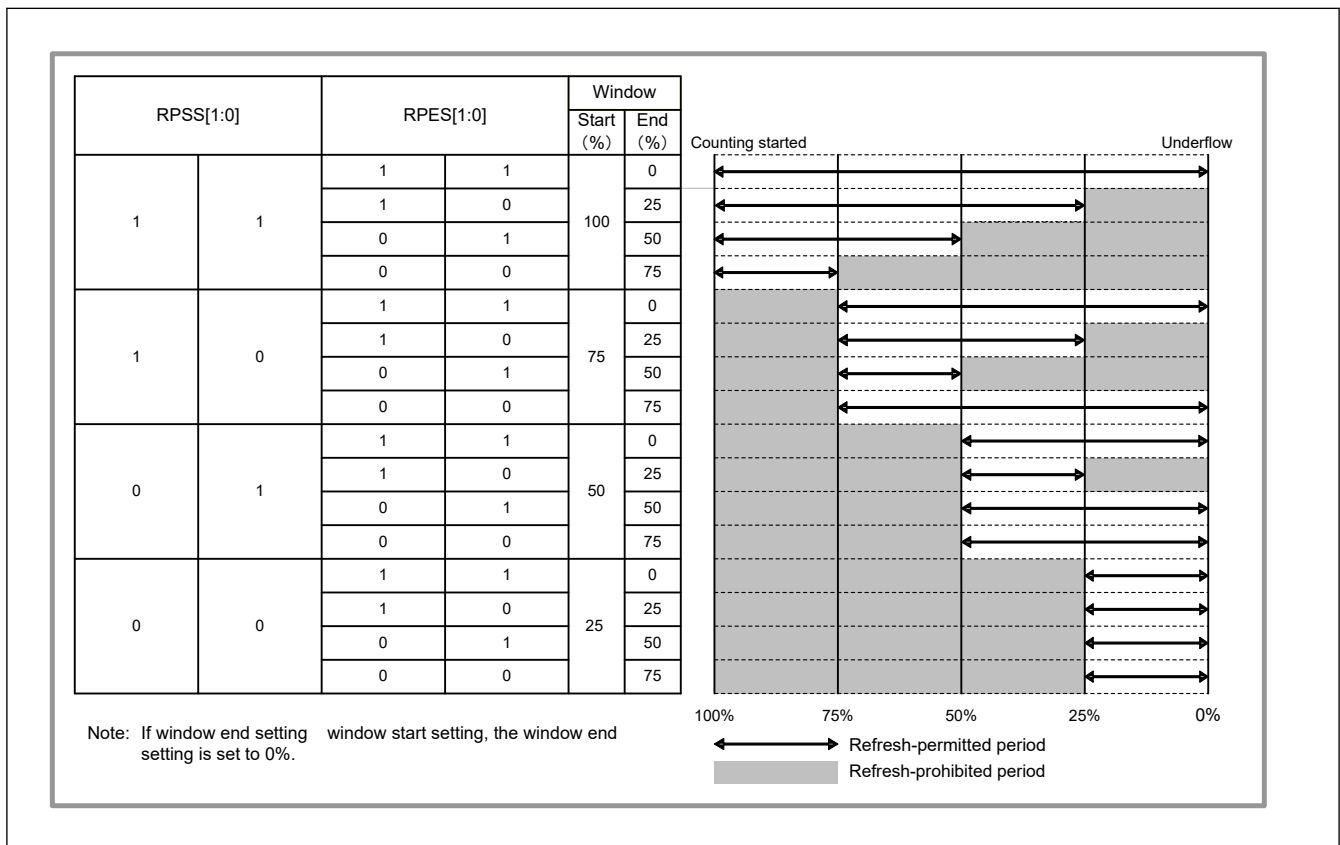 RPSS[1:0] RPES[1:0] Window
Start (%) End (%)
Counting started Underflow
1 1 100 0
1 1 1 0 25
0 1 50
0 0 75
1 1 75 0
1 0 1 0 25
0 1 50
0 0 75
1 1 50 0
0 1 1 0 25
0 1 50
0 0 75
1 1 25 0
0 0 1 0 25
0 1 50
0 0 75
100% 75% 50% 25% 0%
Note: If window end setting window start setting, the window end
setting is set to 0%.
Refresh-permitted period
Refresh-prohibited period